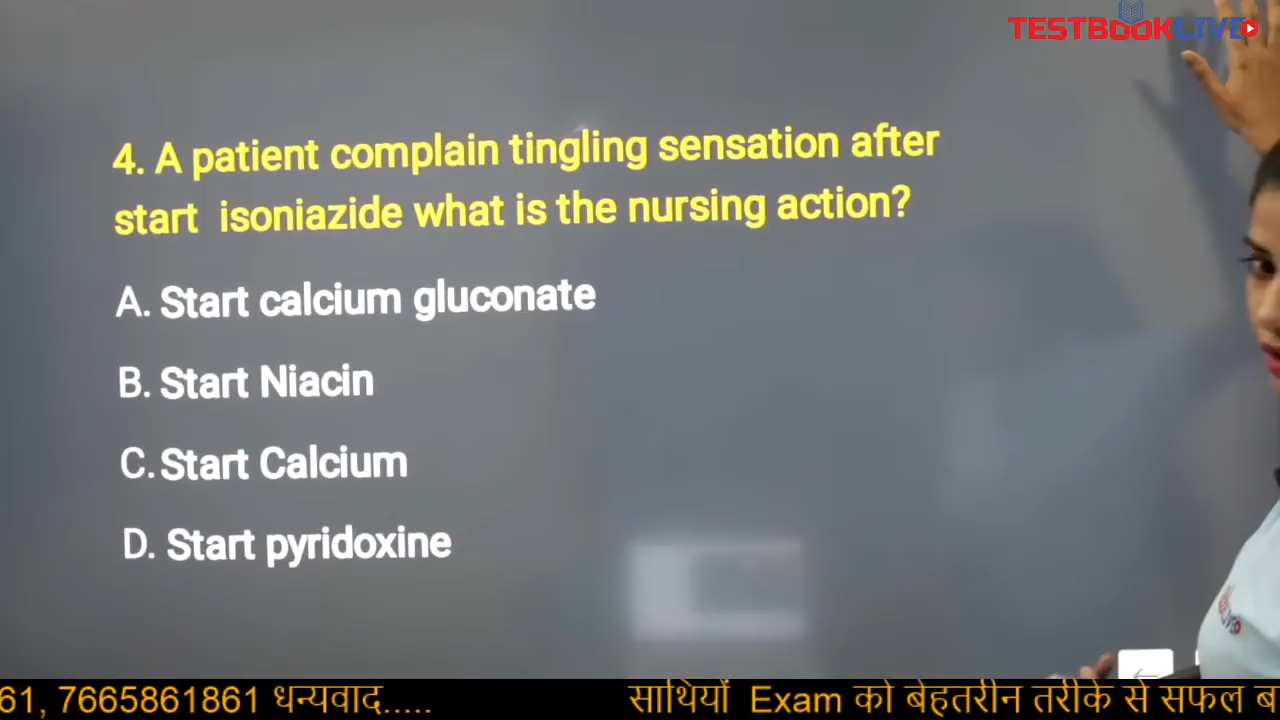 TESTBOOKLIVE
4. A patient complain tingling sensation after
start isoniazide what is the nursing action?
A. Start calcium gluconate
B. Start Niacin
C. Start Calcium
D. Start pyridoxine
61, 7665861861 धन्यवाद..... साथियों Exam को बेहतरीन तरीके से सफल ब